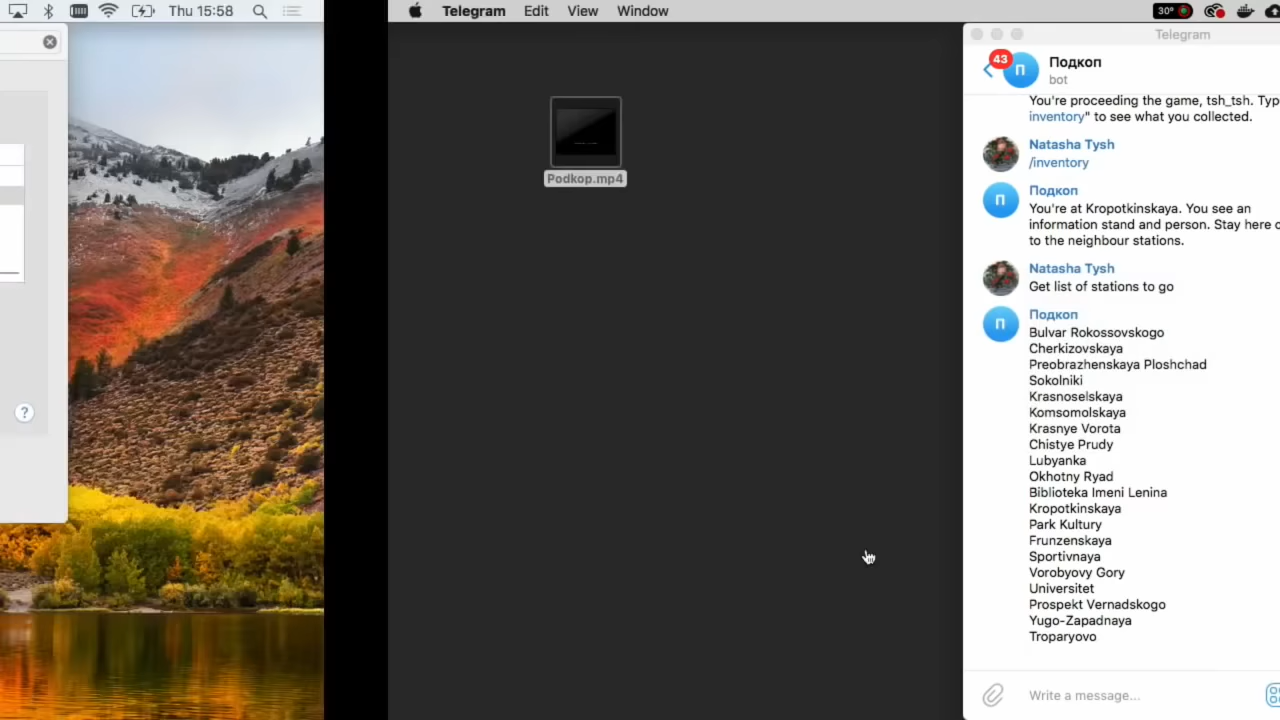 Thu 15:58
?
Telegram Edit View Window
30°
Podkop.mp4
Telegram
43
П
Подкоп
bot
You're proceeding the game, tsh_tsh. Typ
inventory" to see what you collected.
Natasha Tysh
/inventory
П
Подкоп
You're at Kropotkinskaya. You see an
information stand and person. Stay here
to the neighbour stations.
Natasha Tysh
Get list of stations to go
П
Подкоп
Bulvar Rokossovskogo
Cherkizovskaya
Preobrazhenskaya Ploshchad
Sokolniki
Krasnoselskaya
Komsomolskaya
Krasnye Vorota
Chistye Prudy
Lubyanka
Okhotny Ryad
Biblioteka Imeni Lenina
Kropotkinskaya
Park Kultury
Frunzenskaya
Sportivnaya
Vorobyovy Gory
Universitet
Prospekt Vernadskogo
Yugo-Zapadnaya
Troparyovo
Write a message...